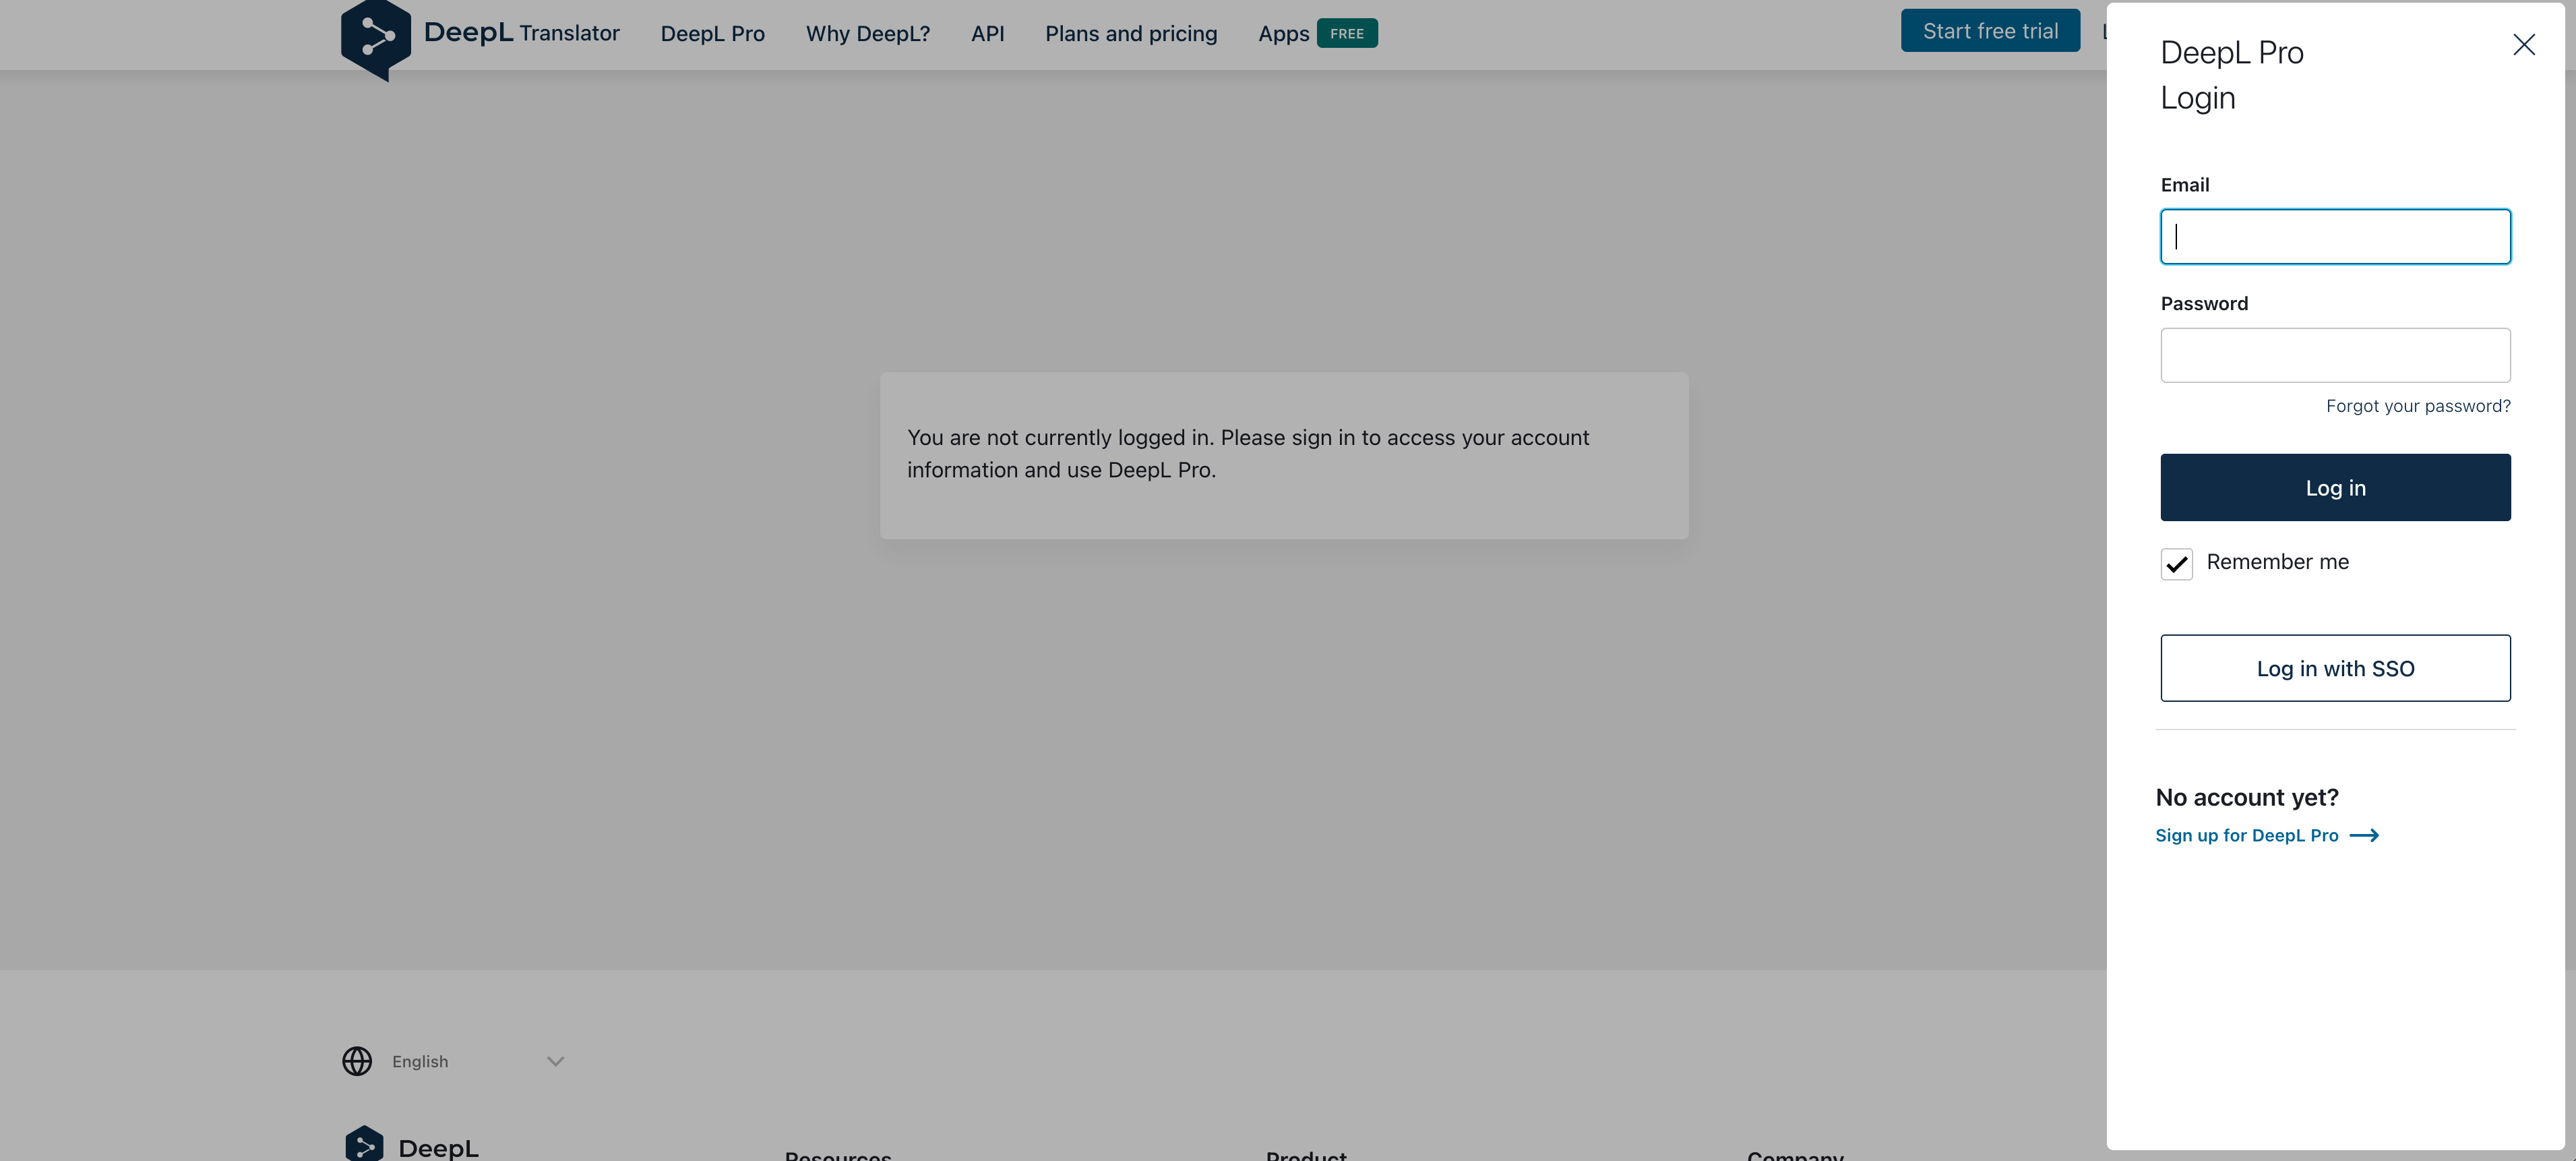 DeepL Translator
DeepL Pro
Why DeepL?
API
Plans and pricing
Apps FREE
Start free trial
DeepL Pro
Login
Email
Password
Forgot your password?
Log in
Remember me
Log in with SSO
No account yet?
Sign up for DeepL Pro
You are not currently logged in. Please sign in to access your account
information and use DeepL Pro.
English
DeepL
Resources
Product
Company